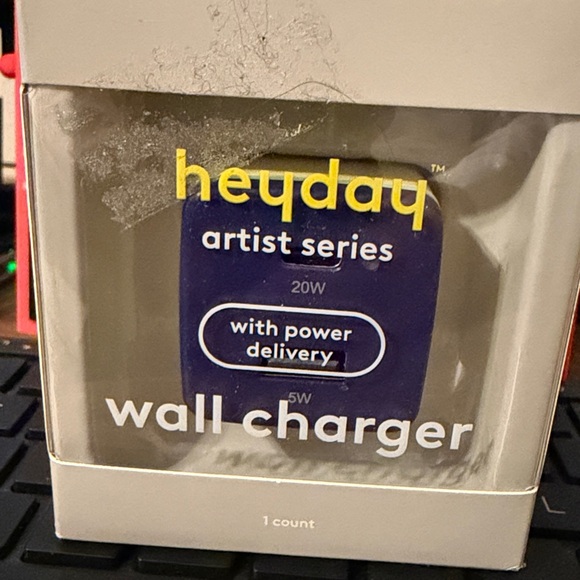 heyday™
artist series
20W
with power
delivery
5W
wall charger
1 count